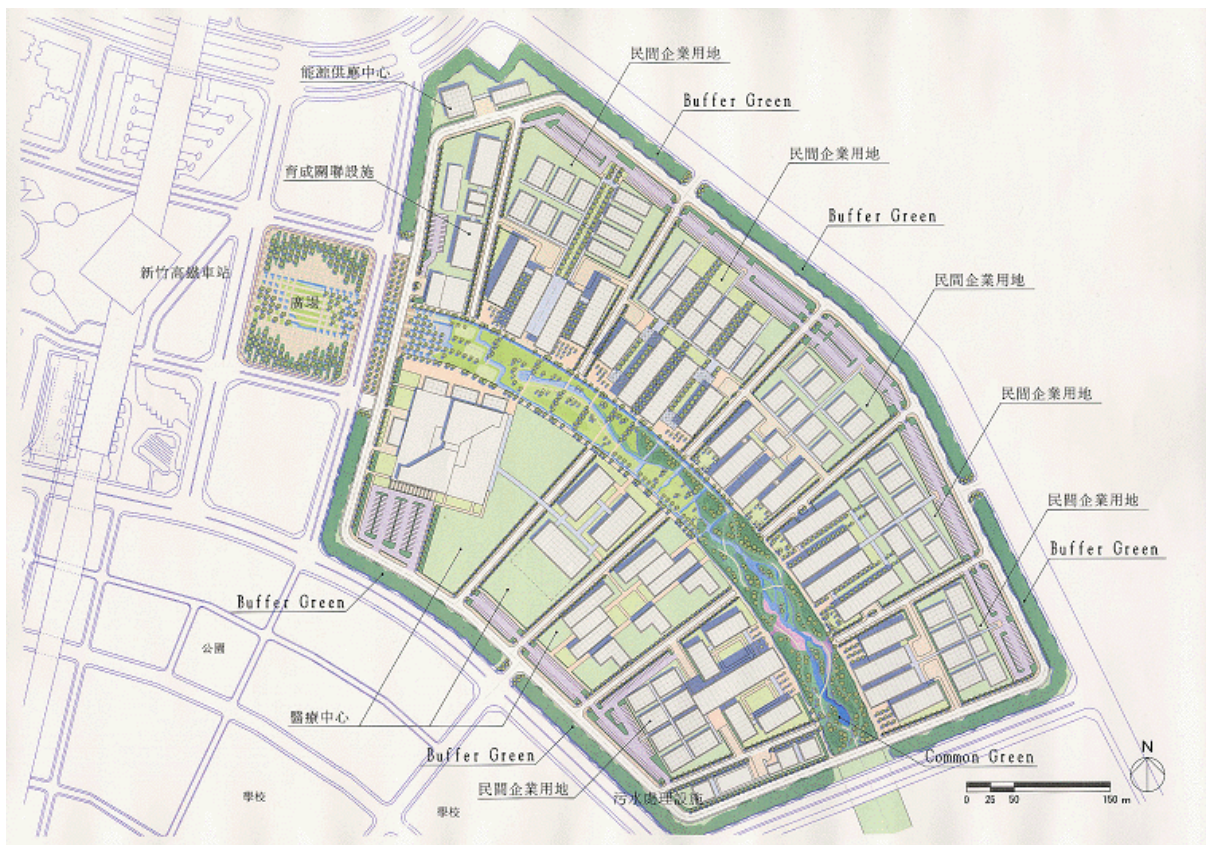 民間企業用地
能源供應中心
Buffer Green
民間企業用地
育成關聯設施
Buffer Green
新竹高鐵車站
民間企業用地
廣場
民間企業用地
民間企業用地
Buffer Green
Buffer Green
公園
醫療中心
Buffer Green
Common Green
N
民間企業用地
污水處理設施
學校
學校
0 25 50 150 m